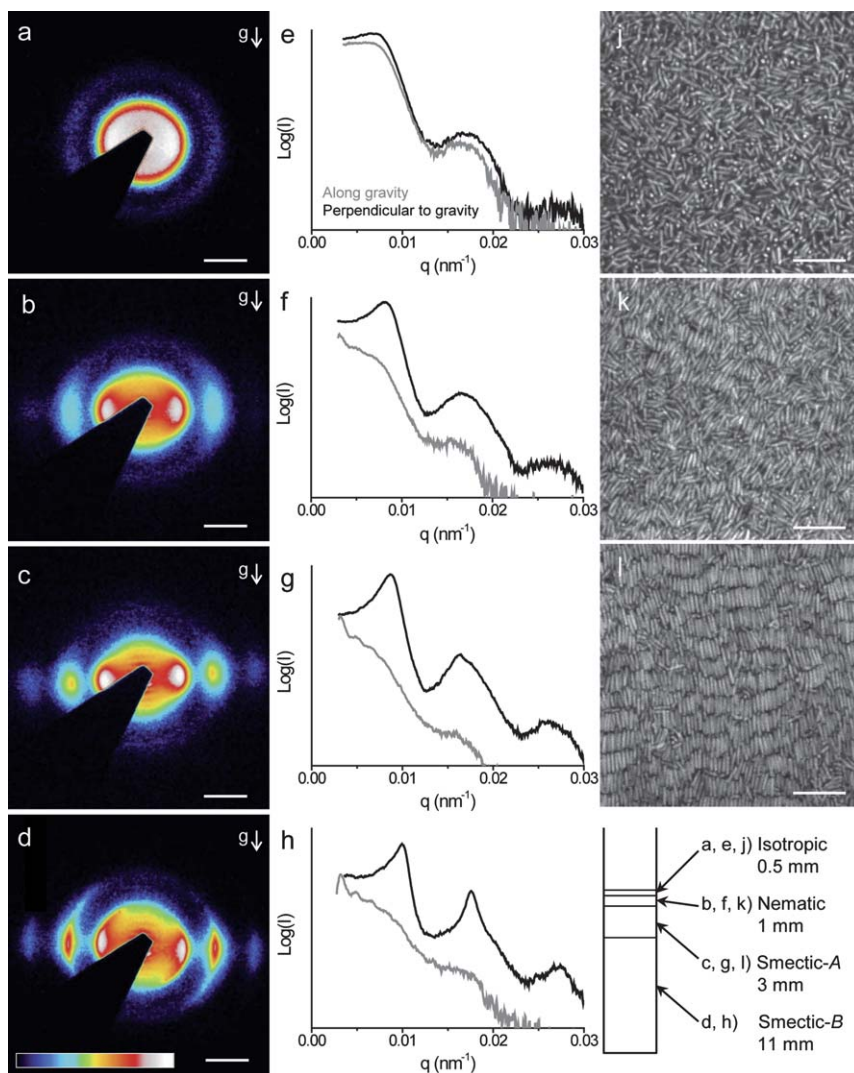 a
g↓
e
Log(I)
Along gravity
Perpendicular to gravity
0.00 0.01 0.02 0.03
q (nm⁻¹)
j
b
g↓
f
Log(I)
0.00 0.01 0.02 0.03
q (nm⁻¹)
k
c
g↓
g
Log(I)
0.00 0.01 0.02 0.03
q (nm⁻¹)
l
d
g↓
h
Log(I)
0.00 0.01 0.02 0.03
q (nm⁻¹)
a, e, j) Isotropic
0.5 mm
b, f, k) Nematic
1 mm
c, g, l) Smectic-A
3 mm
d, h) Smectic-B
11 mm